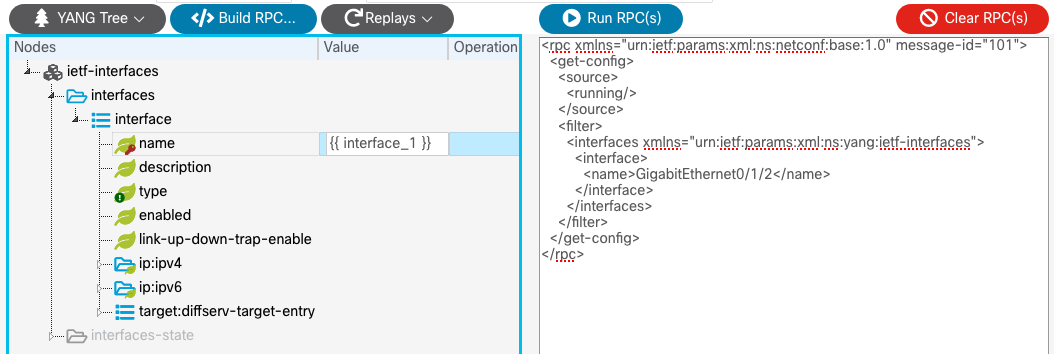 YANG Tree
Build RPC...
Replays
Run RPC(s)
Clear RPC(s)
Nodes Value Operation
ietf-interfaces
interfaces
interface
name {{ interface_1 }}
description
type
enabled
link-up-down-trap-enable
ip:ipv4
ip:ipv6
target:diffserv-target-entry
interfaces-state
<rpc xmlns="urn:ietf:params:xml:ns:netconf:base:1.0" message-id="101">
<get-config>
<source>
<running/>
</source>
<filter>
<interfaces xmlns="urn:ietf:params:xml:ns:yang:ietf-interfaces">
<interface>
<name>GigabitEthernet0/1/2</name>
</interface>
</interfaces>
</filter>
</get-config>
</rpc>